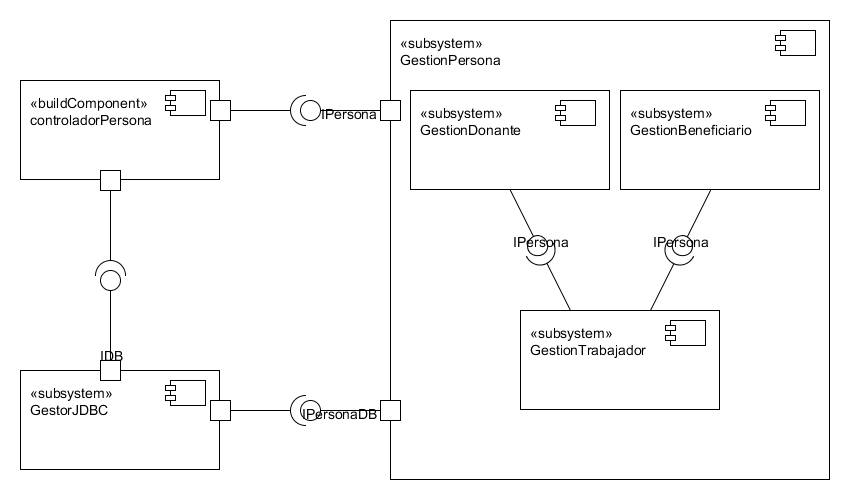 «subsystem»
GestionPersona
«buildComponent»
controladorPersona
IPersona
«subsystem»
GestionDonante
«subsystem»
GestionBeneficiario
IPersona
IPersona
«subsystem»
GestionTrabajador
IDB
«subsystem»
GestorJDBC
IPersonaDB